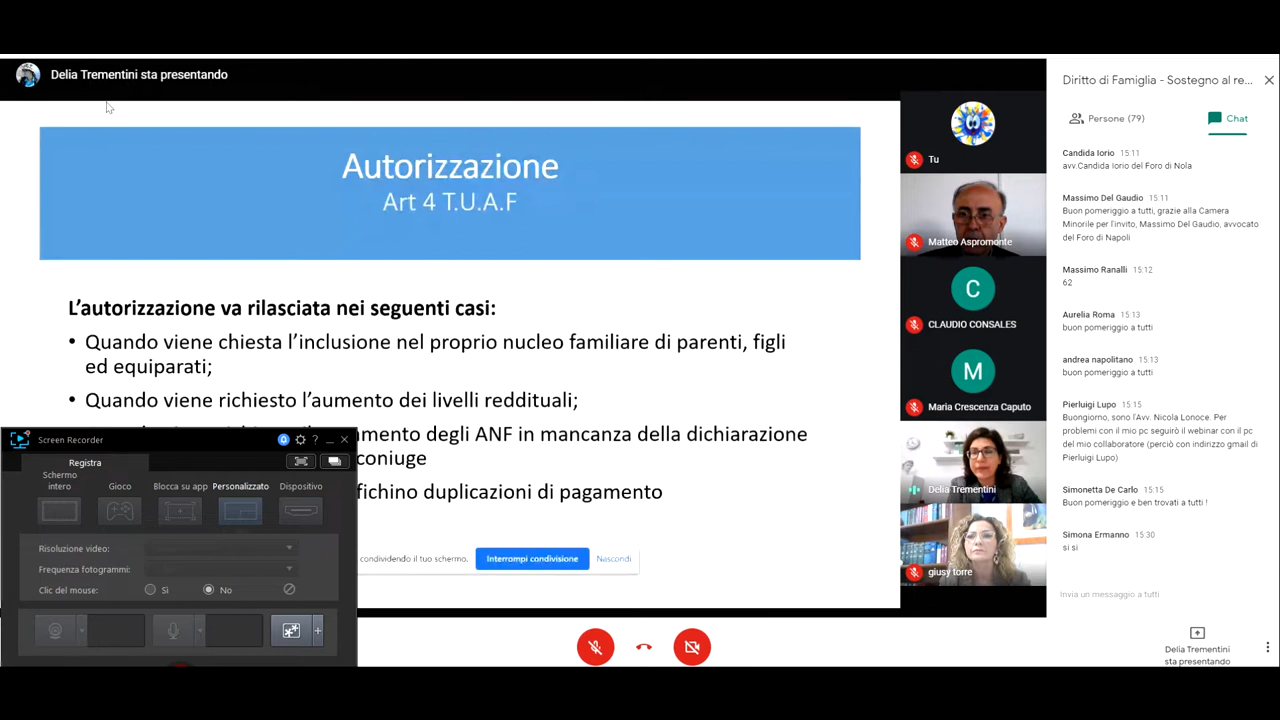 Delia Trementini sta presentando
Autorizzazione
Art 4 T.U.A.F
L'autorizzazione va rilasciata nei seguenti casi:
• Quando viene chiesta l'inclusione nel proprio nucleo familiare di parenti, figli
ed equiparati;
• Quando viene richiesto l'aumento dei livelli reddituali;
amento degli ANF in mancanza della dichiarazione
coniuge
fichino duplicazioni di pagamento
condividendo il tuo schermo.
Interrompi condivisione
Nascondi
Screen Recorder
?
Registra
Schermo
intero
Gioco
Blocca su app
Personalizzato
Dispositivo
Risoluzione video:
Frequenza fotogrammi:
Clic del mouse:
Sì
No
Tu
Matteo Aspromonte
C
CLAUDIO CONSALES
M
Maria Crescenza Caputo
Delia Trementini
giusy torre
Diritto di Famiglia - Sostegno al re...
Persone (79)
Chat
Candida Iorio 15:11
avv.Candida Iorio del Foro di Nola
Massimo Del Gaudio 15:11
Buon pomeriggio a tutti, grazie alla Camera
Minorile per l'invito, Massimo Del Gaudio, avvocato
del Foro di Napoli
Massimo Ranalli 15:12
62
Aurelia Roma 15:13
buon pomeriggio a tutti
andrea napolitano 15:13
buon pomeriggio a tutti
Pierluigi Lupo 15:15
Buongiorno, sono l'Avv. Nicola Lonoce. Per
problemi con il mio pc seguirò il webinar con il pc
del mio collaboratore (perciò con indirizzo gmail di
Pierluigi Lupo)
Simonetta De Carlo 15:15
Buon pomeriggio e ben trovati a tutti !
Simona Ermanno 15:30
si si
Invia un messaggio a tutti
Delia Trementini
sta presentando